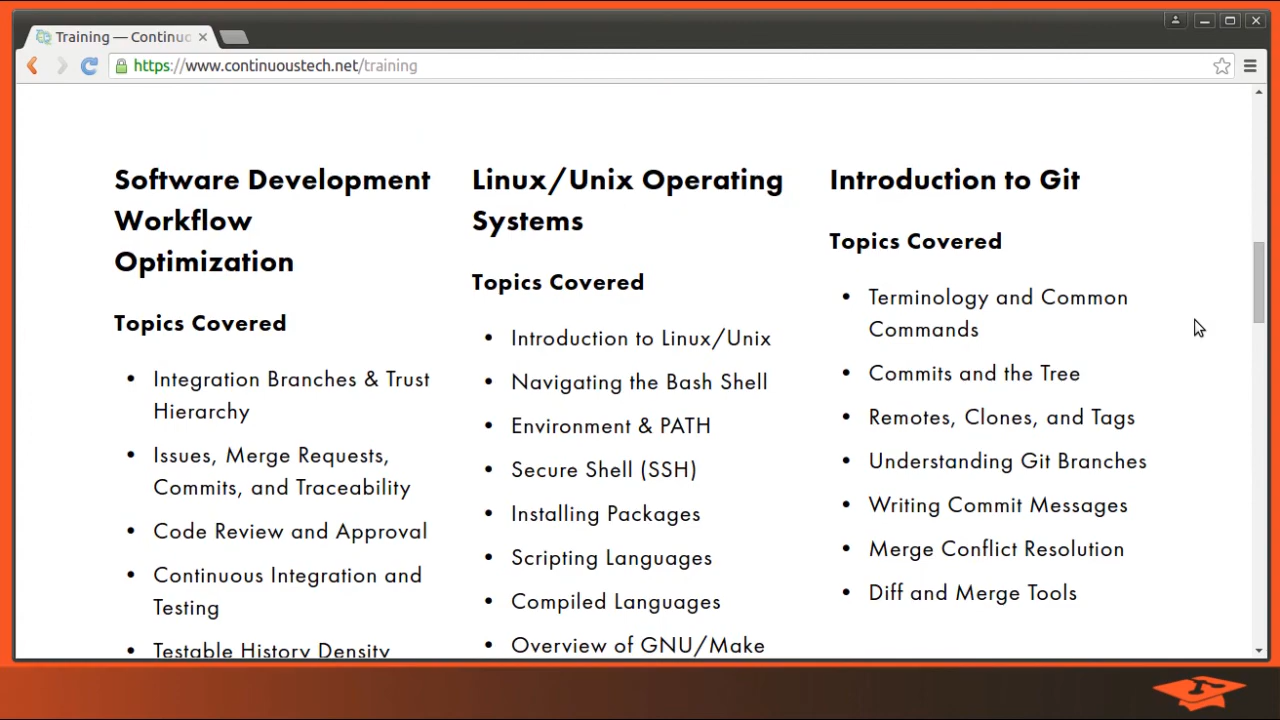 Training — Continuo
https://www.continuoustech.net/training
Software Development
Workflow
Optimization
Topics Covered
• Integration Branches & Trust
Hierarchy
• Issues, Merge Requests,
Commits, and Traceability
• Code Review and Approval
• Continuous Integration and
Testing
• Testable History Density
Linux/Unix Operating
Systems
Topics Covered
• Introduction to Linux/Unix
• Navigating the Bash Shell
• Environment & PATH
• Secure Shell (SSH)
• Installing Packages
• Scripting Languages
• Compiled Languages
• Overview of GNU/Make
Introduction to Git
Topics Covered
• Terminology and Common
Commands
• Commits and the Tree
• Remotes, Clones, and Tags
• Understanding Git Branches
• Writing Commit Messages
• Merge Conflict Resolution
• Diff and Merge Tools